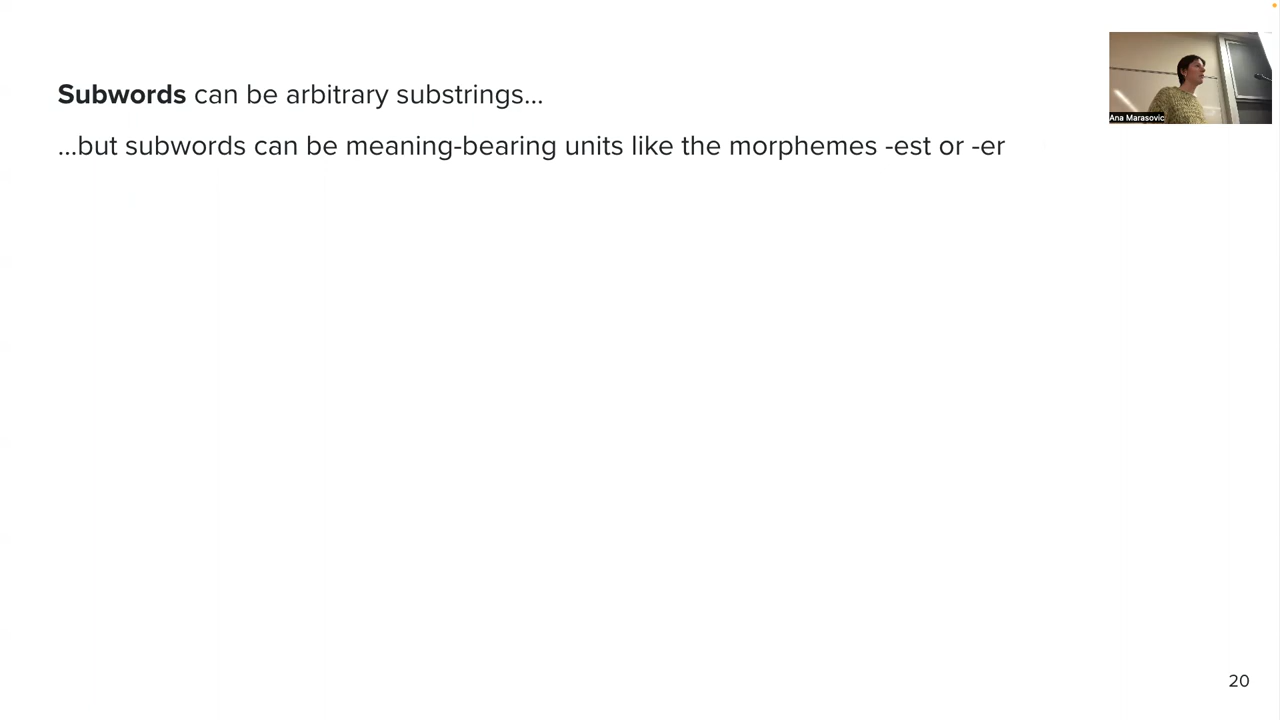 Subwords can be arbitrary substrings...
...but subwords can be meaning-bearing units like the morphemes -est or -er
Ana Marasovic
20